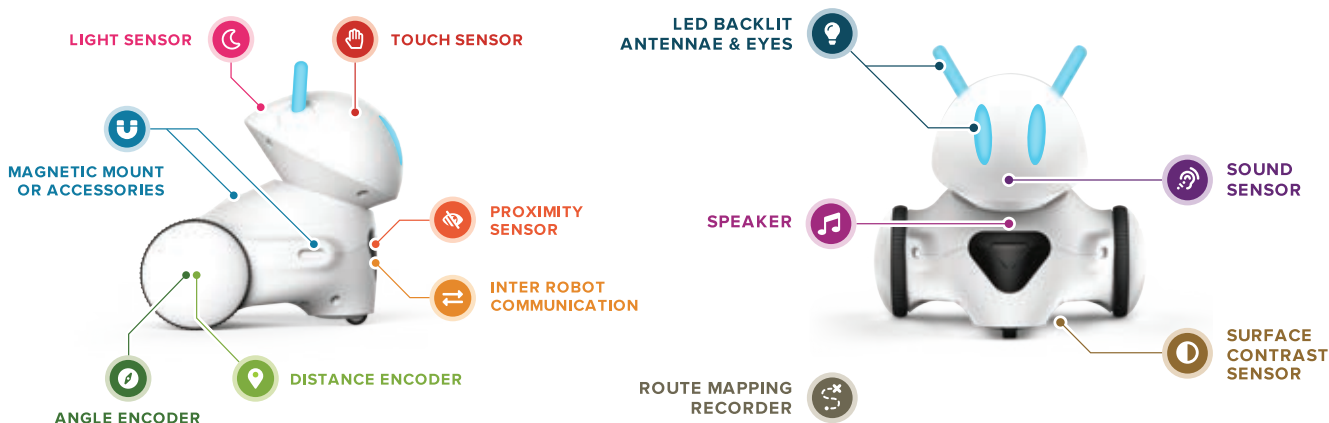 LIGHT SENSOR
TOUCH SENSOR
MAGNETIC MOUNT
OR ACCESSORIES
PROXIMITY
SENSOR
INTER ROBOT
COMMUNICATION
DISTANCE ENCODER
ANGLE ENCODER
LED BACKLIT
ANTENNAE & EYES
SOUND
SENSOR
SPEAKER
SURFACE
CONTRAST
SENSOR
ROUTE MAPPING
RECORDER